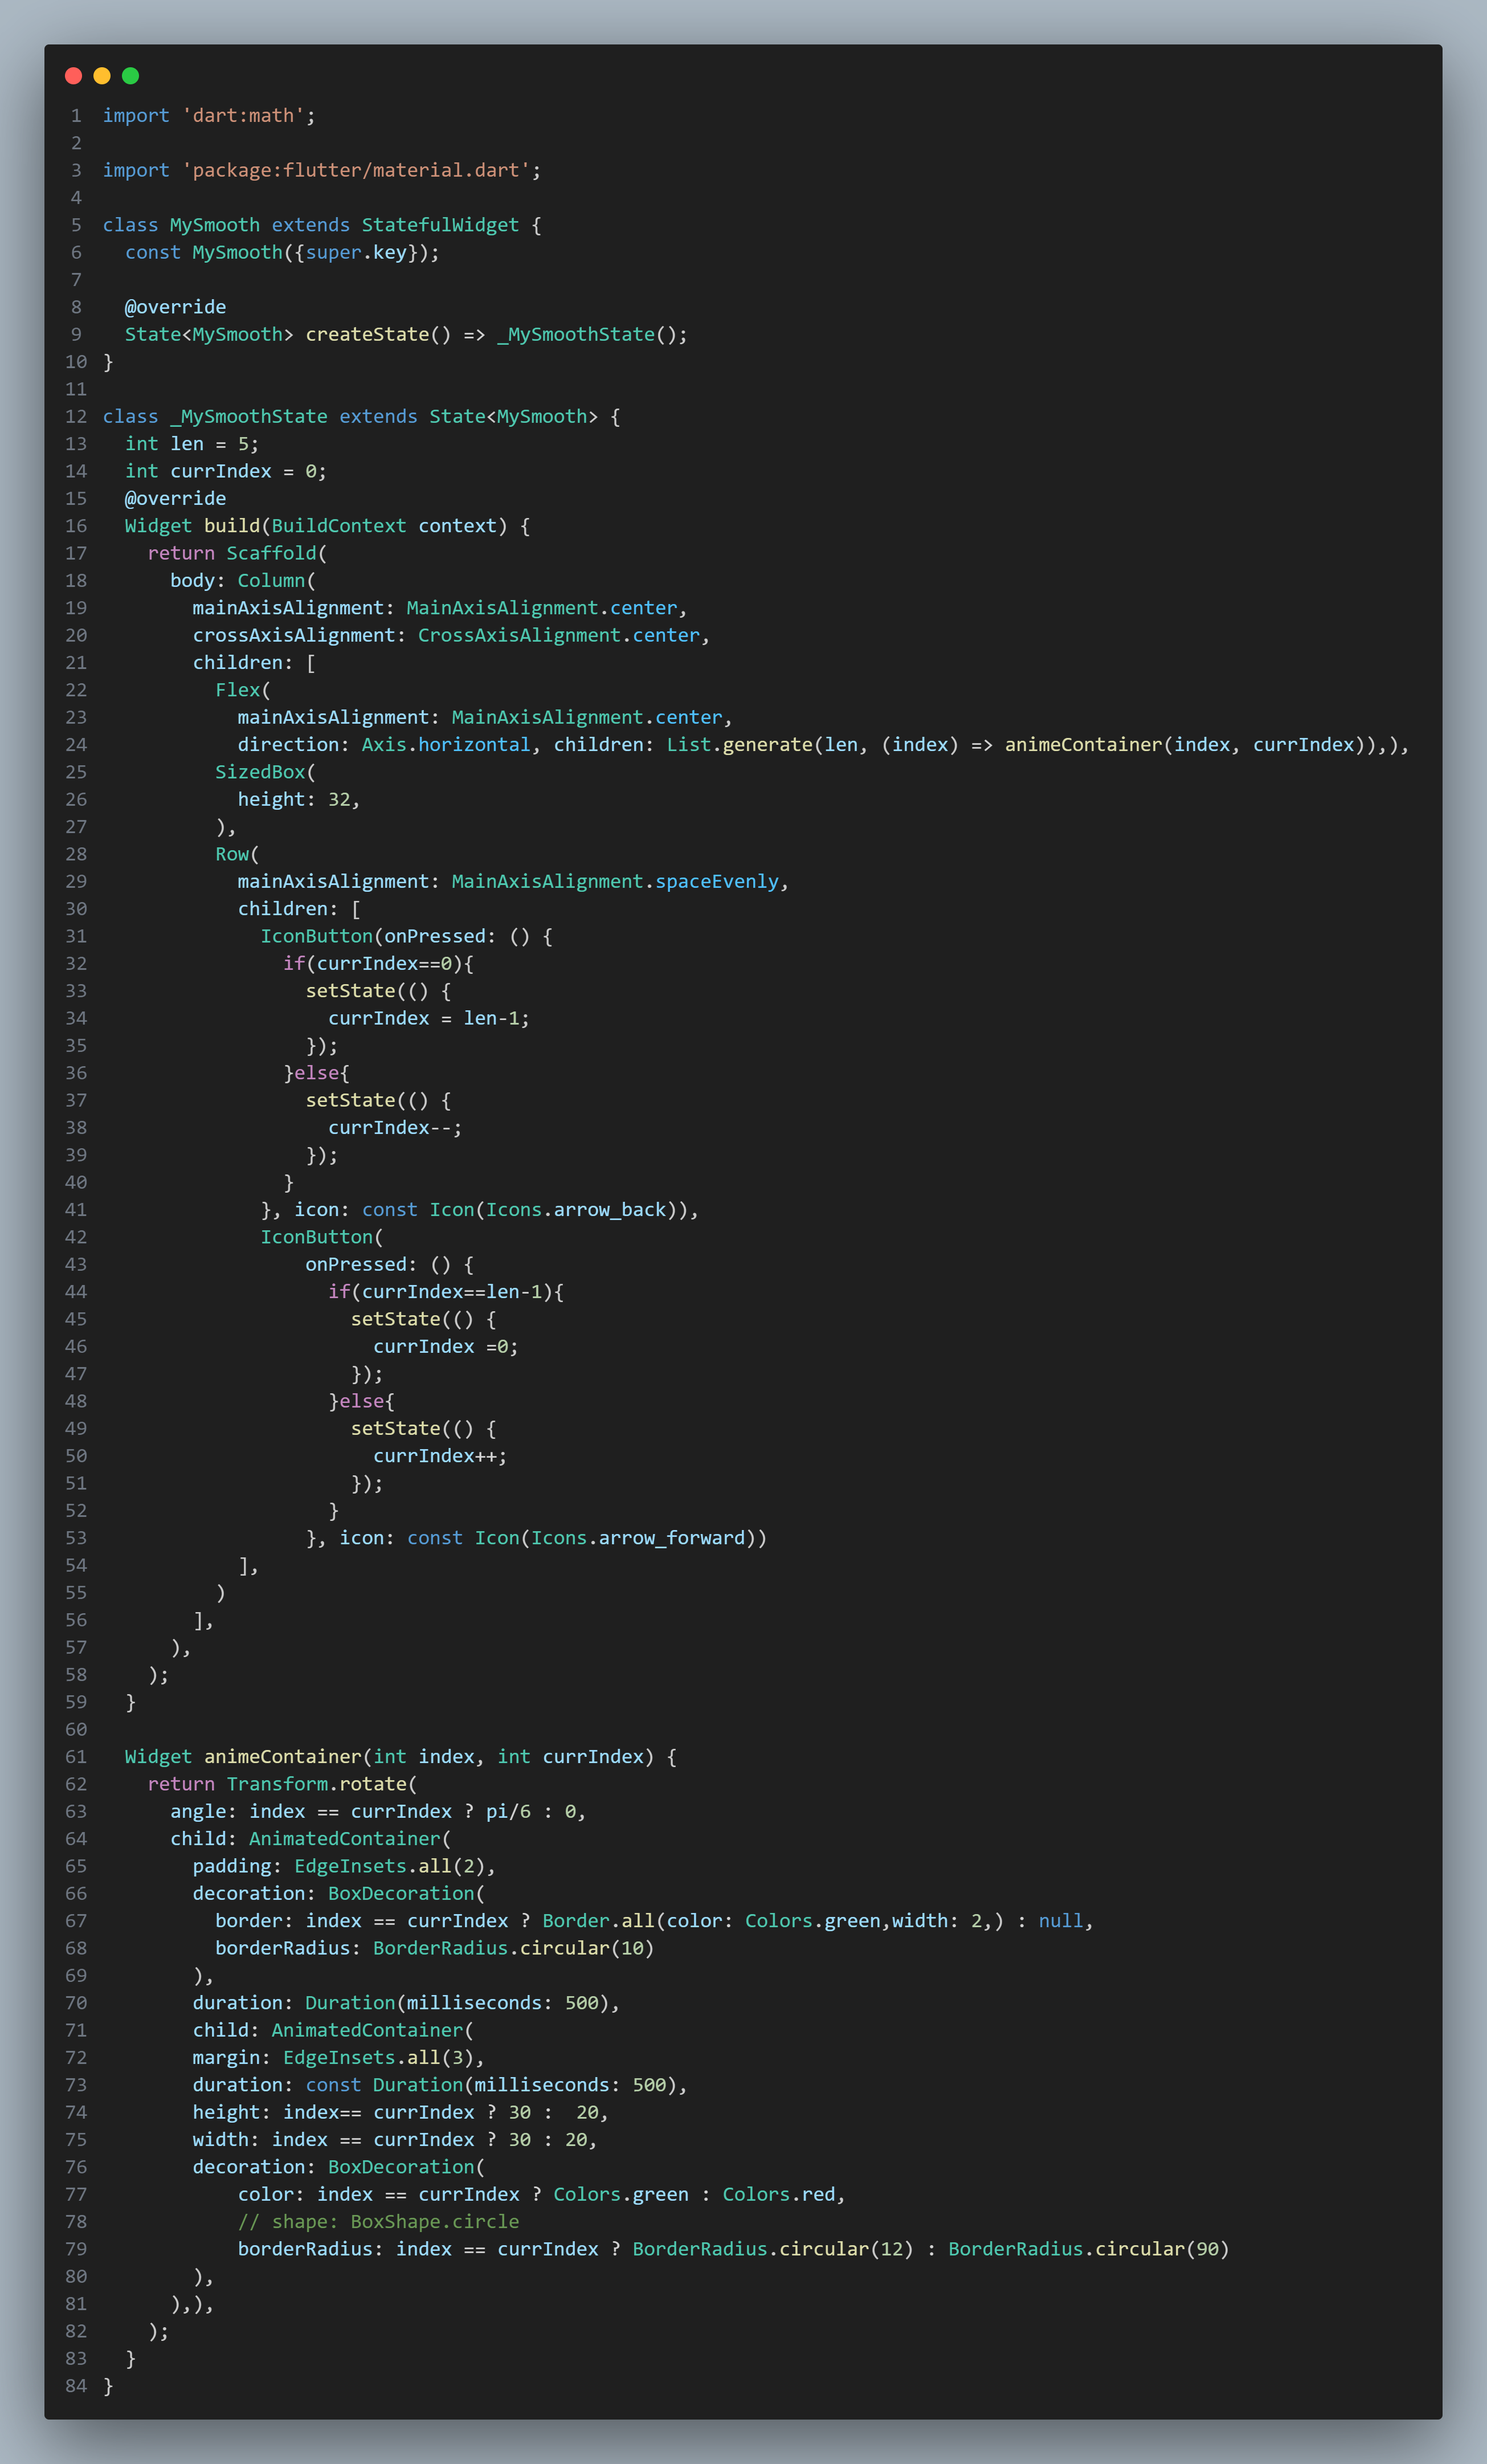 1 import 'dart:math';
2
3 import 'package:flutter/material.dart';
4
5 class MySmooth extends StatefulWidget {
6   const MySmooth({super.key});
7
8   @override
9   State<MySmooth> createState() => _MySmoothState();
10 }
11
12 class _MySmoothState extends State<MySmooth> {
13   int len = 5;
14   int currIndex = 0;
15   @override
16   Widget build(BuildContext context) {
17     return Scaffold(
18       body: Column(
19         mainAxisAlignment: MainAxisAlignment.center,
20         crossAxisAlignment: CrossAxisAlignment.center,
21         children: [
22           Flex(
23             mainAxisAlignment: MainAxisAlignment.center,
24             direction: Axis.horizontal, children: List.generate(len, (index) => animeContainer(index, currIndex)),),
25           SizedBox(
26             height: 32,
27           ),
28           Row(
29             mainAxisAlignment: MainAxisAlignment.spaceEvenly,
30             children: [
31               IconButton(onPressed: () {
32                 if(currIndex==0){
33                   setState(() {
34                     currIndex = len-1;
35                   });
36                 }else{
37                   setState(() {
38                     currIndex--;
39                   });
40                 }
41               }, icon: const Icon(Icons.arrow_back)),
42               IconButton(
43                   onPressed: () {
44                     if(currIndex==len-1){
45                       setState(() {
46                         currIndex =0;
47                       });
48                     }else{
49                       setState(() {
50                         currIndex++;
51                       });
52                     }
53                   }, icon: const Icon(Icons.arrow_forward))
54             ],
55           )
56         ],
57       ),
58     );
59   }
60
61   Widget animeContainer(int index, int currIndex) {
62     return Transform.rotate(
63       angle: index == currIndex ? pi/6 : 0,
64       child: AnimatedContainer(
65         padding: EdgeInsets.all(2),
66         decoration: BoxDecoration(
67           border: index == currIndex ? Border.all(color: Colors.green,width: 2,) : null,
68           borderRadius: BorderRadius.circular(10)
69         ),
70         duration: Duration(milliseconds: 500),
71         child: AnimatedContainer(
72         margin: EdgeInsets.all(3),
73         duration: const Duration(milliseconds: 500),
74         height: index== currIndex ? 30 :  20,
75         width: index == currIndex ? 30 : 20,
76         decoration: BoxDecoration(
77             color: index == currIndex ? Colors.green : Colors.red,
78             // shape: BoxShape.circle
79             borderRadius: index == currIndex ? BorderRadius.circular(12) : BorderRadius.circular(90)
80         ),
81       ),),
82     );
83   }
84 }